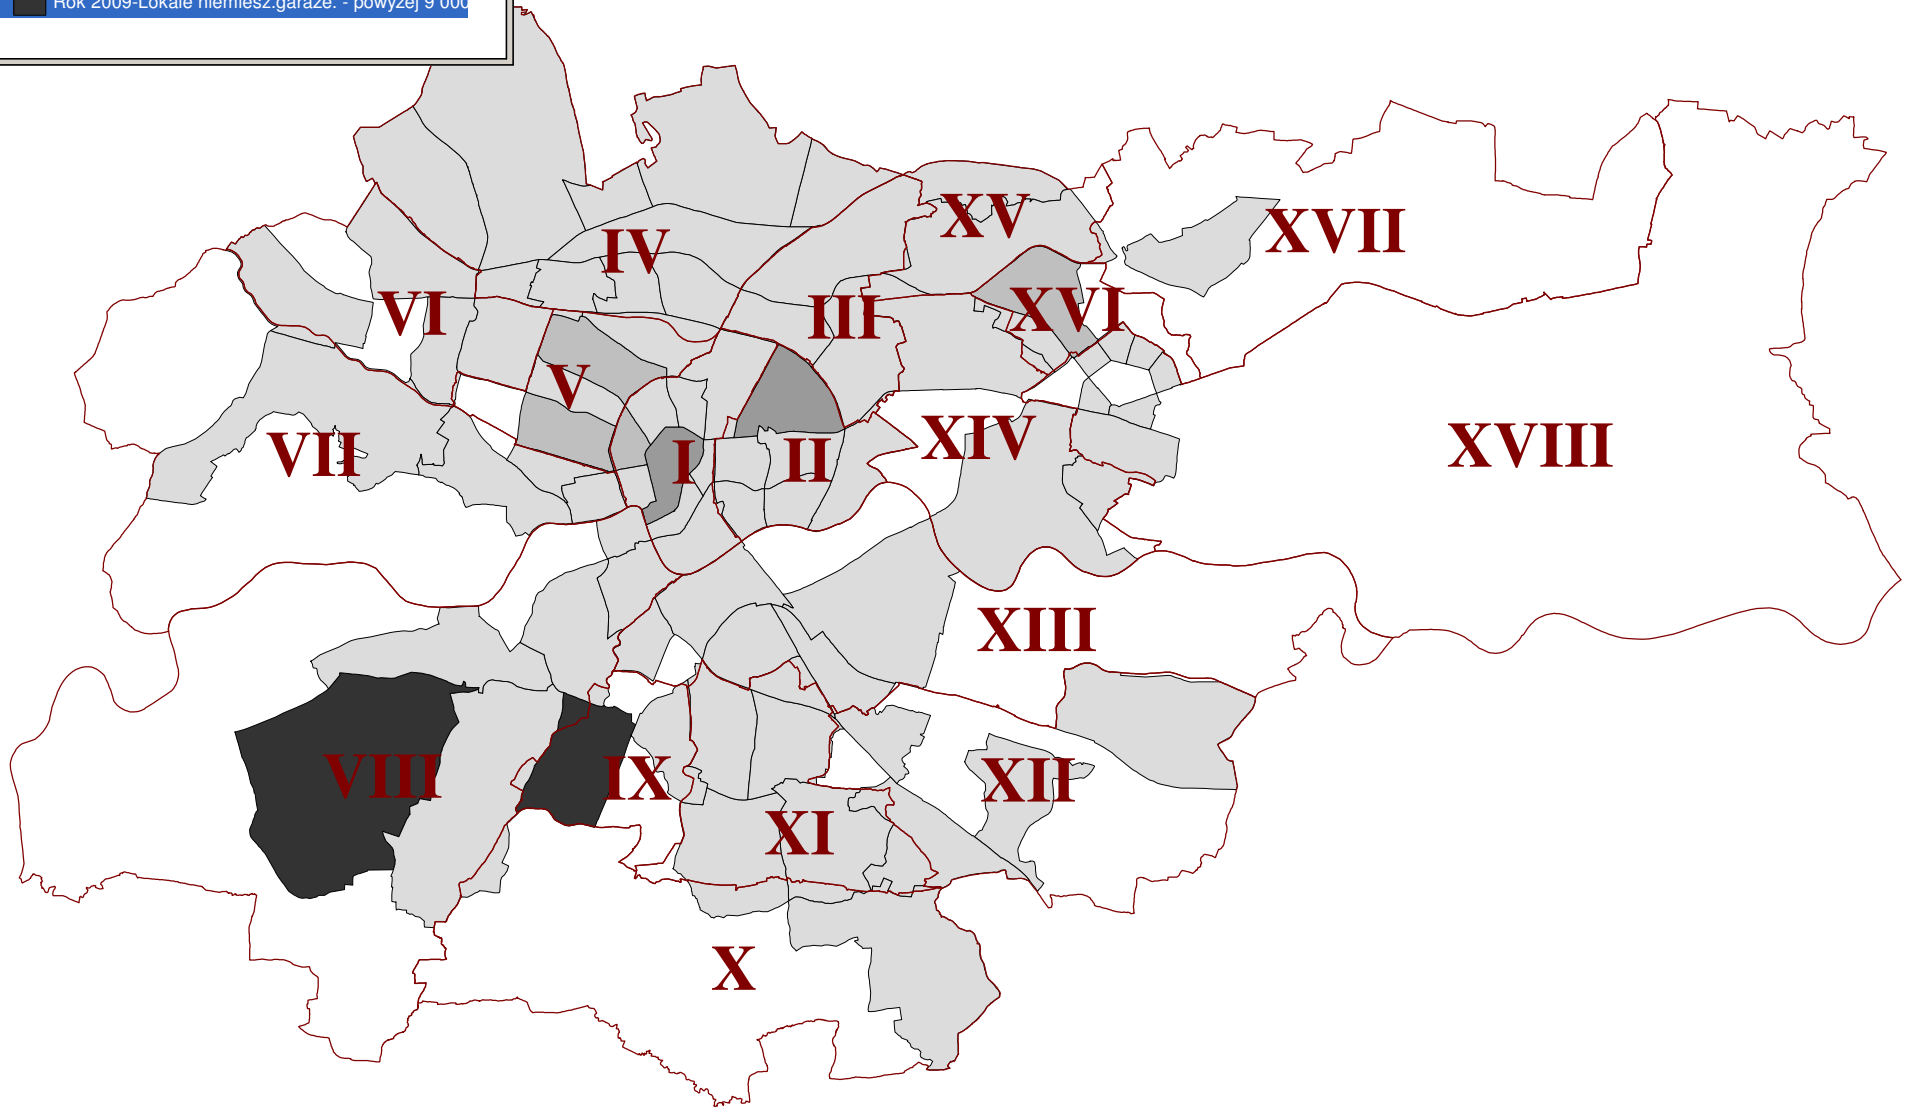 Rok 2009-Lokale niemiesz.garaże. - powyżej 9 000
XV
XVII
IV
VI
III
XVI
V
VII
I
II
XIV
XVIII
XIII
VIII
IX
XII
XI
X